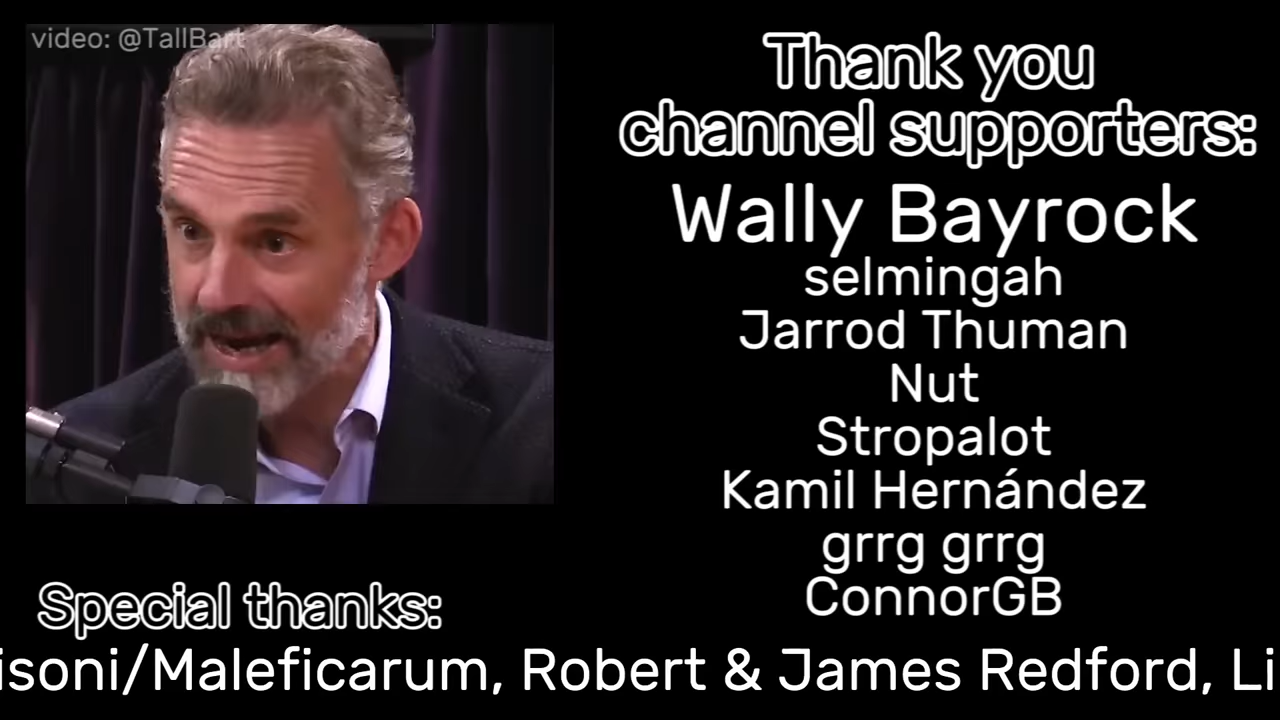 video: @TallBart
Thank you
channel supporters:
Wally Bayrock
selmingah
Jarrod Thuman
Nut
Stropalot
Kamil Hernández
grrg grrg
ConnorGB
Special thanks:
isoni/Maleficarum, Robert & James Redford, Li